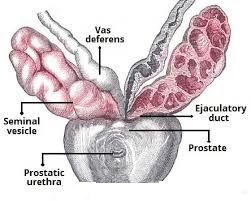 Vas
deferens
Seminal
vesicle
Ejaculatory
duct
Prostate
Prostatic
urethra